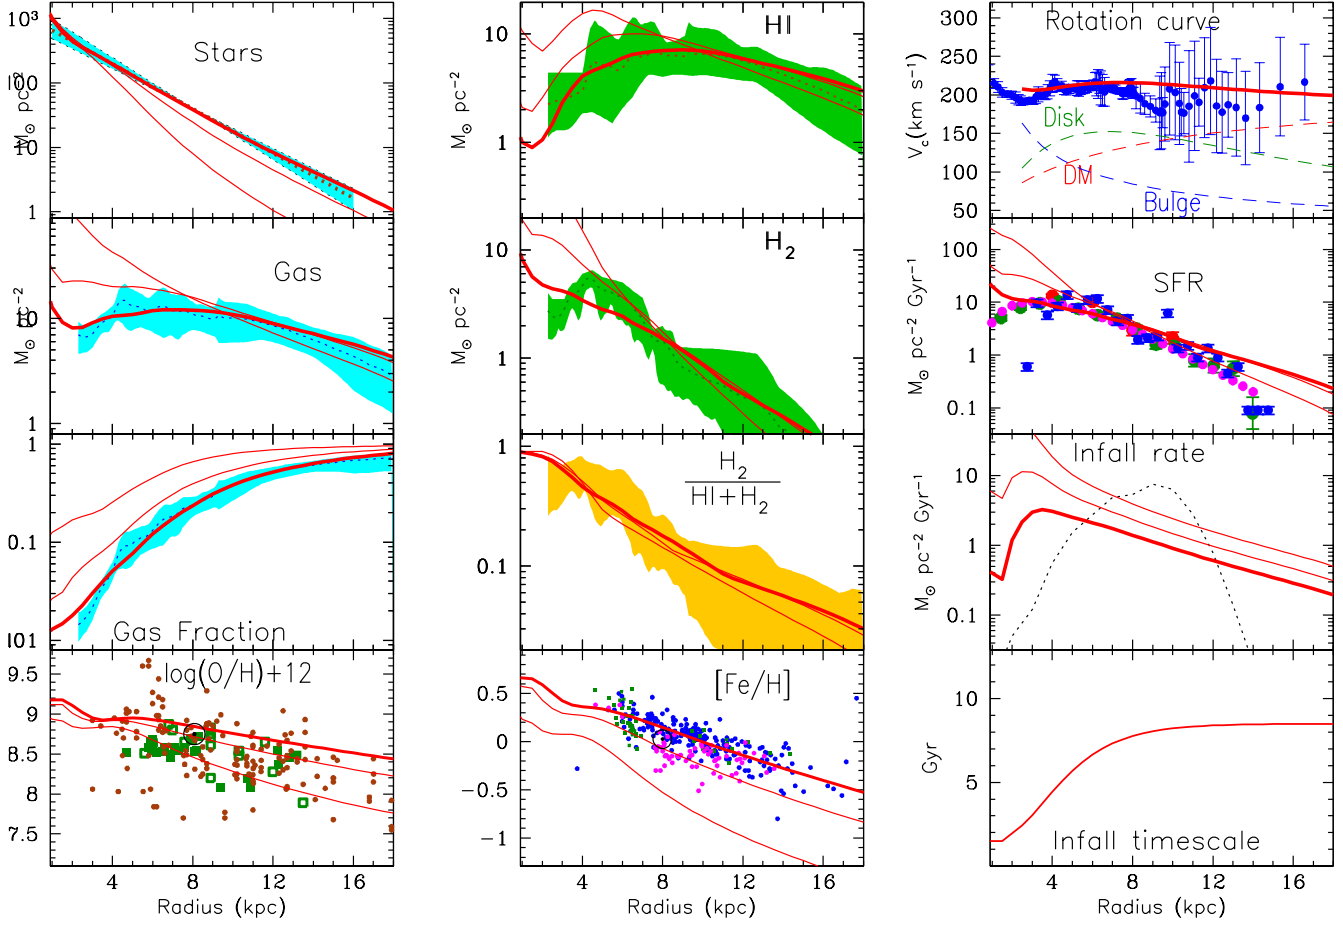 10³
100
10
1
M⊙ pc⁻²
Stars
10
1
M⊙ pc⁻²
Gas
1
0.1
Gas Fraction
9.5
9
8.5
8
7.5
log(O/H)+12
4 8 12 16
Radius (kpc)
10
1
M⊙ pc⁻²
HI
10
1
M⊙ pc⁻²
H₂
1
0.1
H₂
HI+H₂
0.5
0
−0.5
−1
[Fe/H]
4 8 12 16
Radius (kpc)
300
250
200
150
100
50
V꜀(km s⁻¹)
Rotation curve
Disk
DM
Bulge
100
10
1
0.1
M⊙ pc⁻² Gyr⁻¹
SFR
10
1
0.1
M⊙ pc⁻² Gyr⁻¹
Infall rate
10
5
Gyr
Infall timescale
4 8 12 16
Radius (kpc)